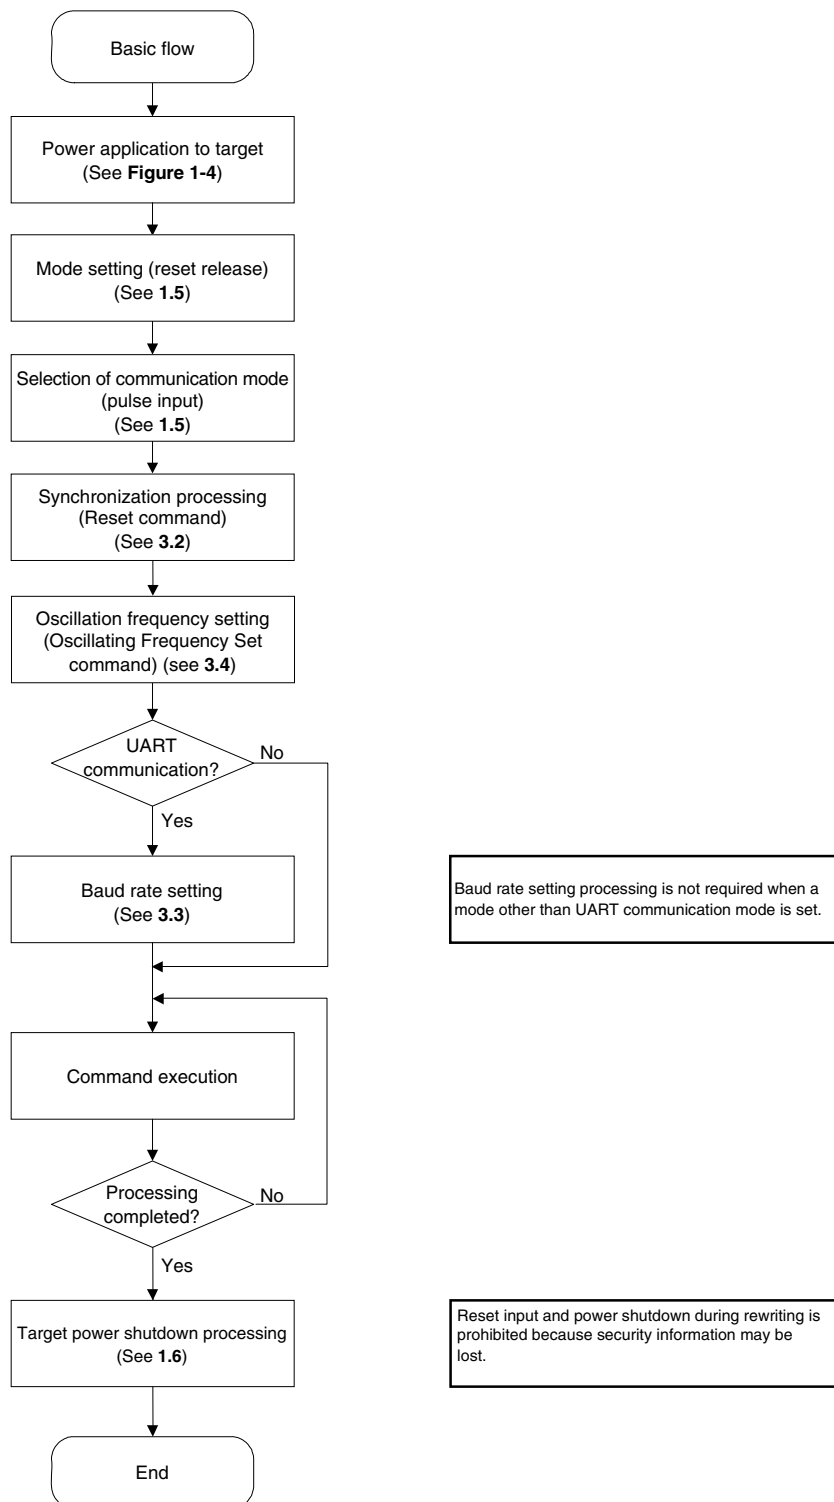 Basic flow
Power application to target
(See Figure 1-4)
Mode setting (reset release)
(See 1.5)
Selection of communication mode
(pulse input)
(See 1.5)
Synchronization processing
(Reset command)
(See 3.2)
Oscillation frequency setting
(Oscillating Frequency Set
command) (see 3.4)
UART
communication?
No
Yes
Baud rate setting
(See 3.3)
Baud rate setting processing is not required when a
mode other than UART communication mode is set.
Command execution
Processing
completed?
No
Yes
Target power shutdown processing
(See 1.6)
Reset input and power shutdown during rewriting is
prohibited because security information may be
lost.
End